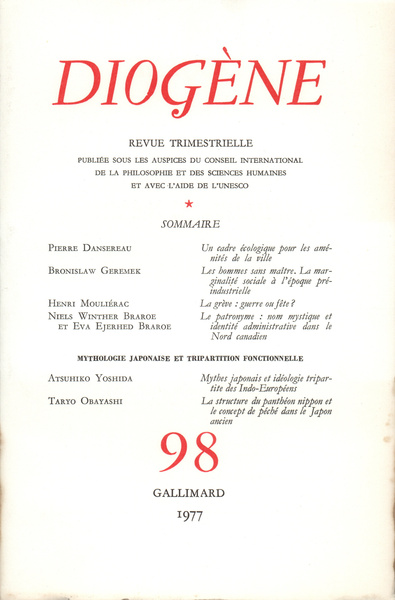 DIOGÈNE
REVUE TRIMESTRIELLE
PUBLIÉE SOUS LES AUSPICES DU CONSEIL INTERNATIONAL
DE LA PHILOSOPHIE ET DES SCIENCES HUMAINES
ET AVEC L'AIDE DE L'UNESCO
★
SOMMAIRE
PIERRE DANSEREAU Un cadre écologique pour les amé-
nités de la ville
BRONISLAW GEREMEK Les hommes sans maître. La mar-
ginalité sociale à l'époque pré-
industrielle
HENRI MOULIÉRAC La grève : guerre ou fête ?
NIELS WINTHER BRAROE Le patronyme : nom mystique et
ET EVA EJERHED BRAROE identité administrative dans le
Nord canadien
MYTHOLOGIE JAPONAISE ET TRIPARTITION FONCTIONNELLE
ATSUHIKO YOSHIDA Mythes japonais et idéologie tripar-
tite des Indo-Européens
TARYO OBAYASHI La structure du panthéon nippon et
le concept de péché dans le Japon
ancien
98
GALLIMARD
1977